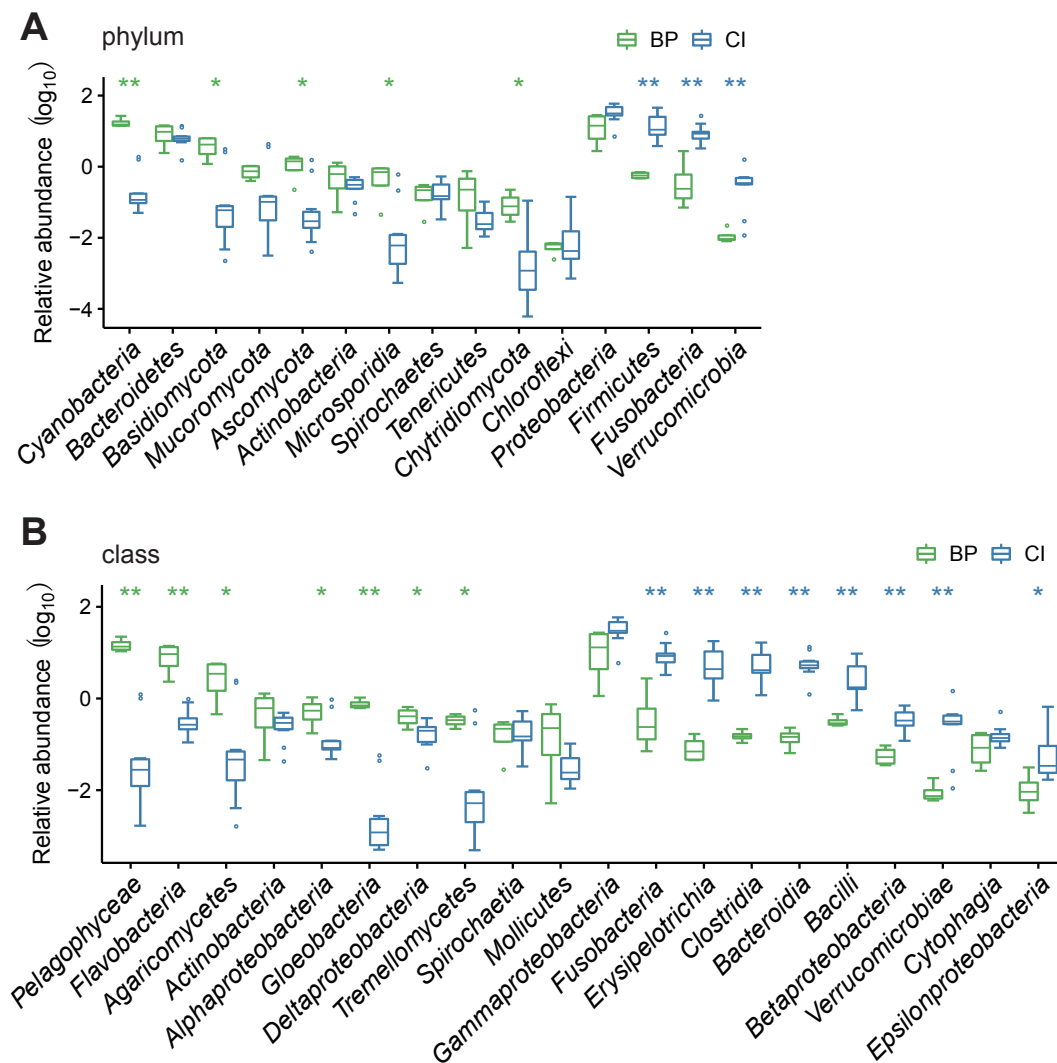 A
phylum
BP CI
** * * * * ** ** **
Relative abundance (log10)
2
0
−2
−4
Cyanobacteria
Bacteroidetes
Basidiomycota
Mucoromycota
Ascomycota
Actinobacteria
Microsporidia
Spirochaetes
Tenericutes
Chytridiomycota
Chloroflexi
Proteobacteria
Firmicutes
Fusobacteria
Verrucomicrobia
B
class
BP CI
** ** * * ** * * ** ** ** ** ** ** ** *
Relative abundance (log10)
2
0
−2
Pelagophyceae
Flavobacteria
Agaricomycetes
Actinobacteria
Alphaproteobacteria
Gloeobacteria
Deltaproteobacteria
Tremellomycetes
Spirochaetia
Mollicutes
Gammaproteobacteria
Fusobacteria
Erysipelotrichia
Clostridia
Bacteroidia
Bacilli
Betaproteobacteria
Verrucomicrobiae
Cytophagia
Epsilonproteobacteria